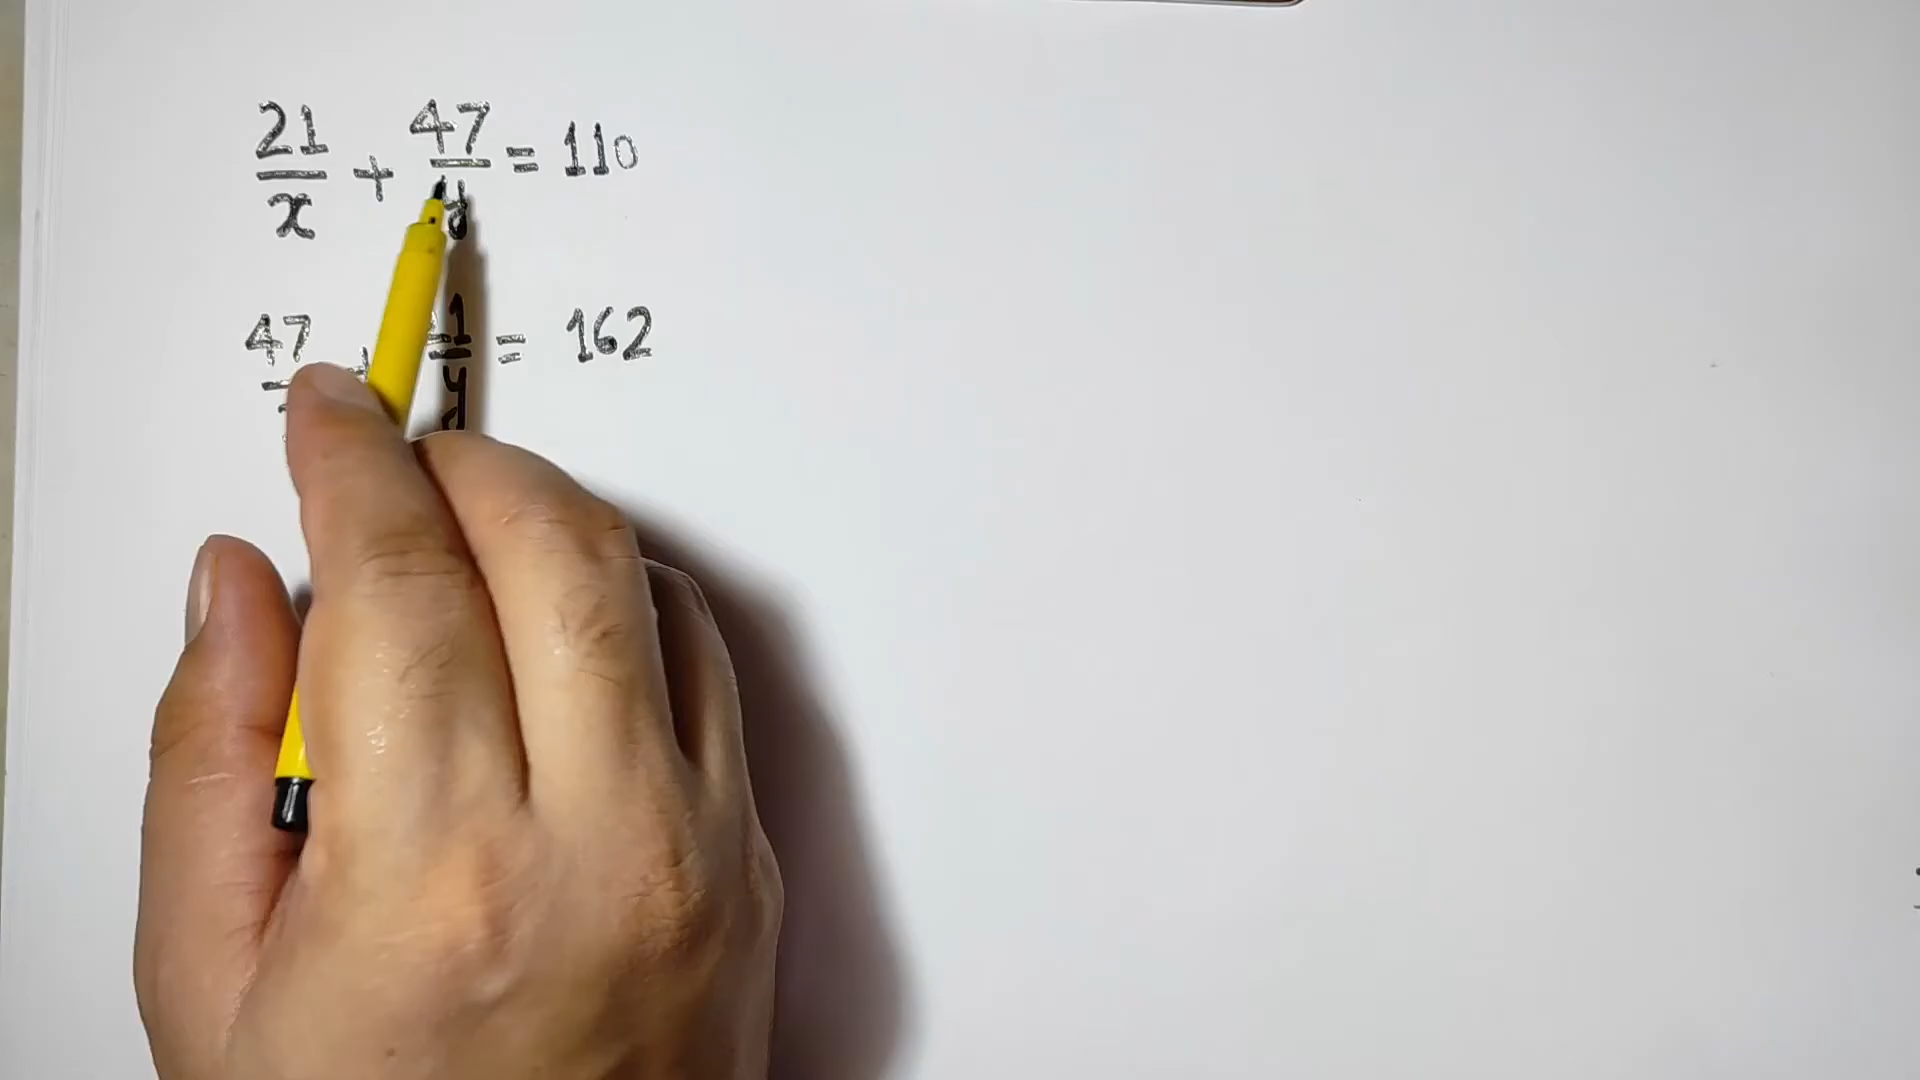 21/x + 47/y = 110
47/ + 21/y = 162